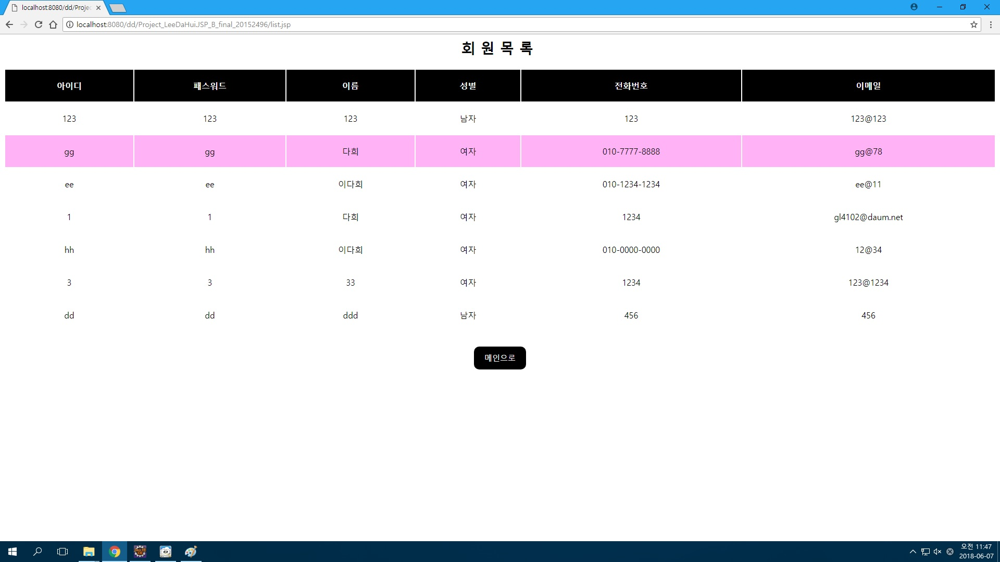 localhost:8080/dd/Projec
localhost:8080/dd/Project_LeeDaHui.JSP_B_final_20152496/list.jsp
회 원 목 록
아이디 패스워드 이름 성별 전화번호 이메일
123 123 123 남자 123 123@123
gg gg 다희 여자 010-7777-8888 gg@78
ee ee 이다희 여자 010-1234-1234 ee@11
1 1 다희 여자 1234 gl4102@daum.net
hh hh 이다희 여자 010-0000-0000 12@34
3 3 33 여자 1234 123@1234
dd dd ddd 남자 456 456
메인으로
오전 11:47
2018-06-07